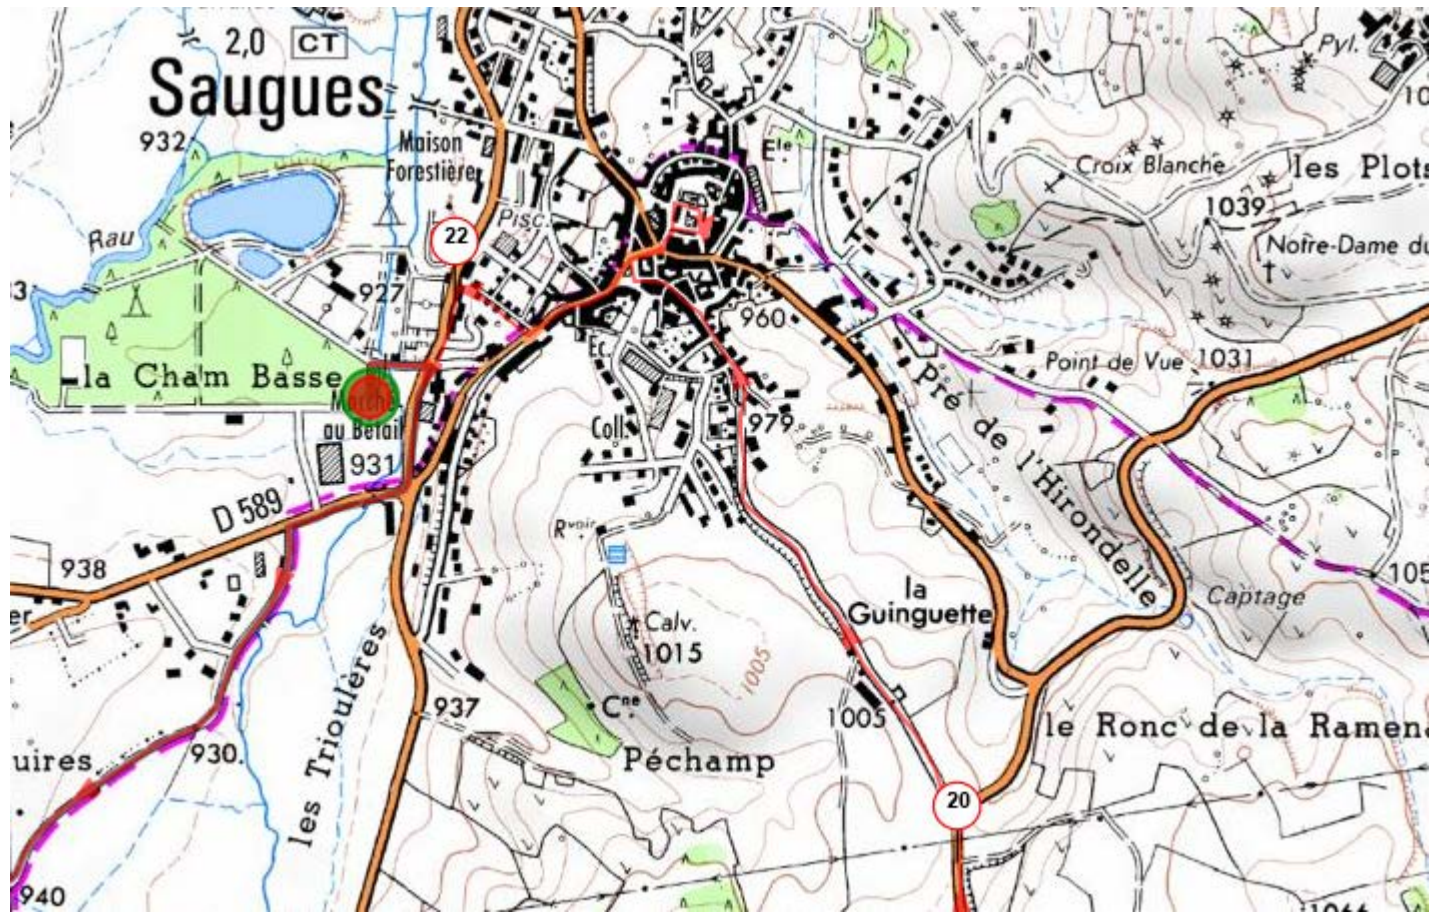 2,0 CT
Saugues
932
Maison
Forestière
Pisc.
Rau
22
927
la Cham Basse
Marché
au Bétail
931
D 589
938
Ele
Croix Blanche
Pyl.
les Plots
1039
Notre-Dame du
960
Ec.
Point de Vue 1031
Coll.
979
Pré de l'Hirondelle
Rvoir
la
Guinguette
Captage
Calv.
1015
1005
Cne
1005
937
les Trioulères
930.
uires
Péchamp
le Ronc de la Ramena
20
940
1066